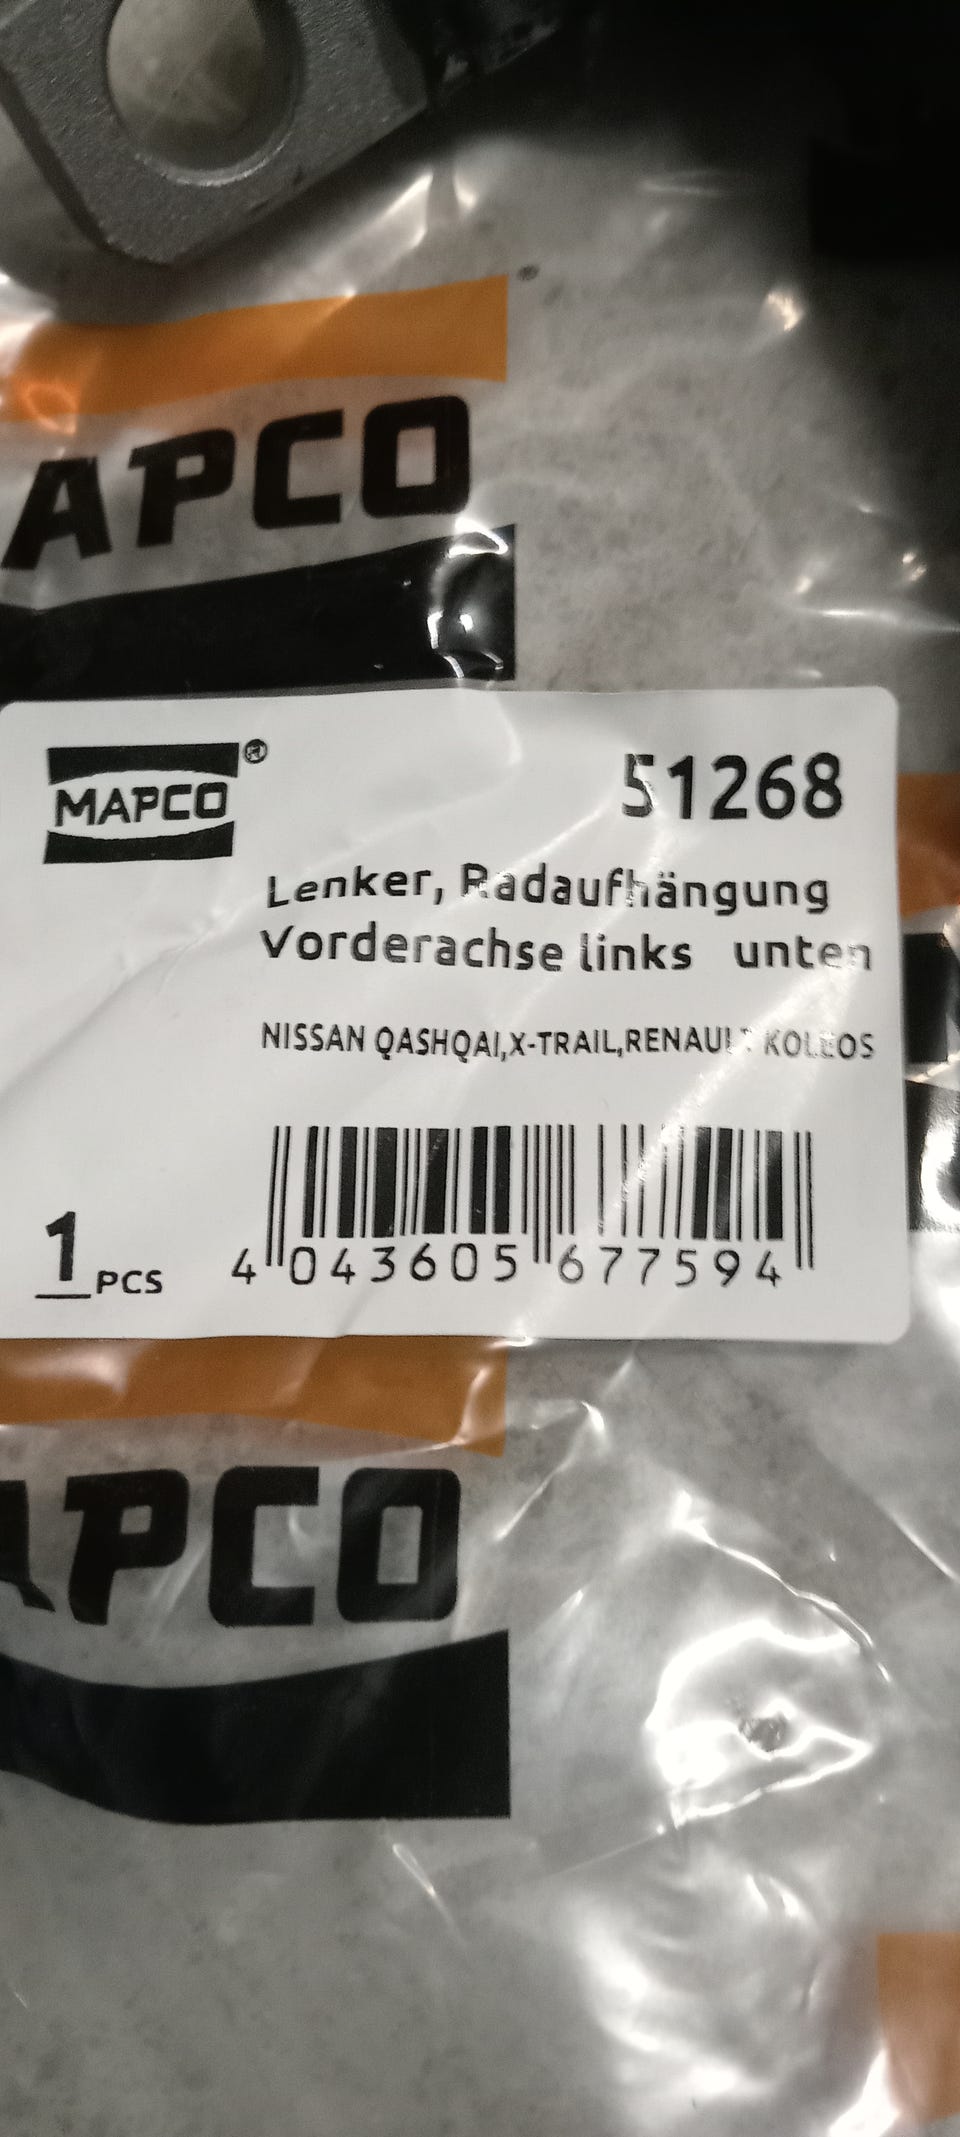 APCO
MAPCO®
51268
Lenker, Radaufhängung
Vorderachse links unten
NISSAN QASHQAI,X-TRAIL,RENAULT KOLEOS
1 PCS
4 043605 677594
APCO